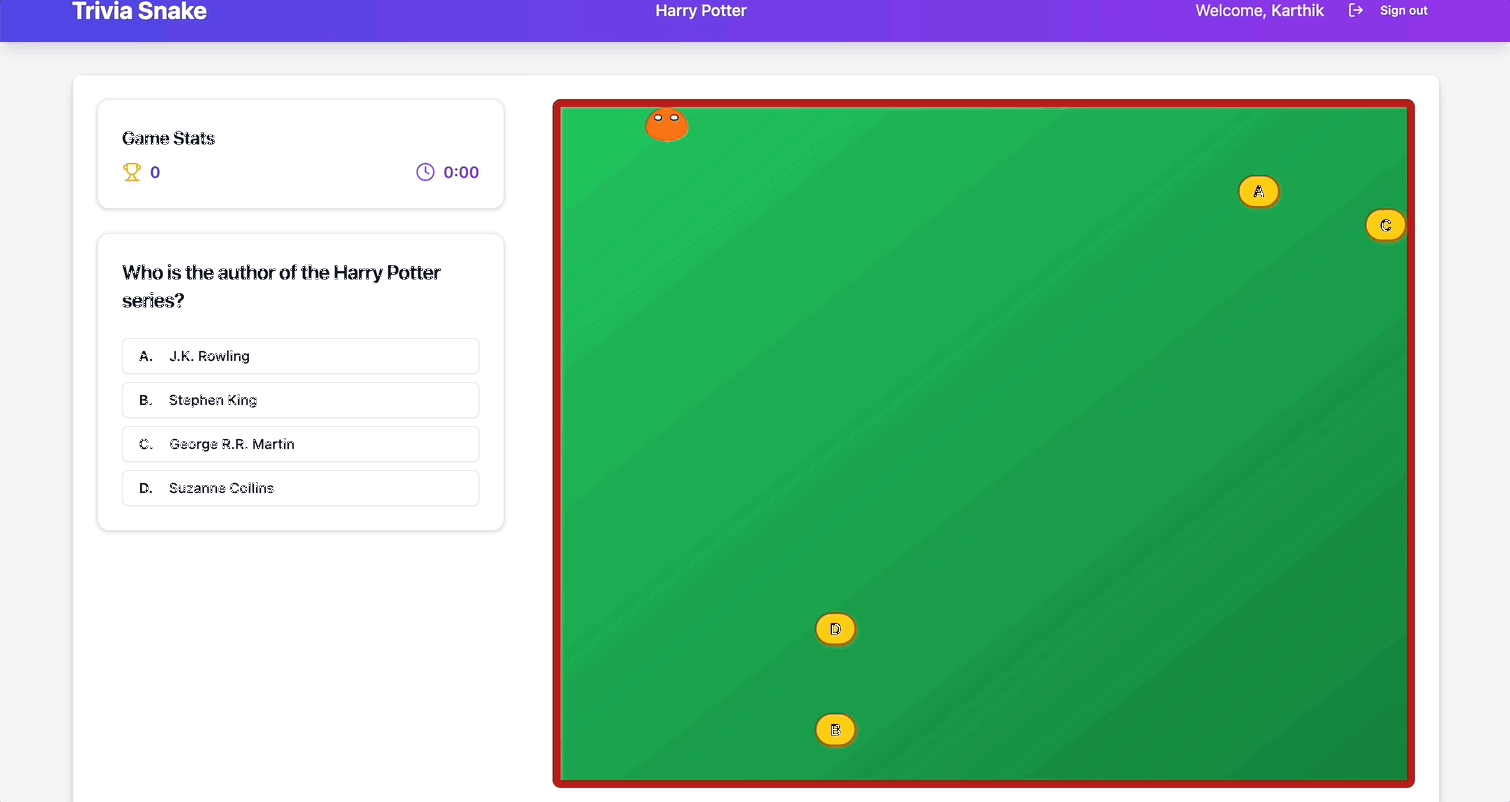 Trivia Snake
Harry Potter
Welcome, Karthik
Sign out
Game Stats
0
0:00
Who is the author of the Harry Potter
series?
A. J.K. Rowling
B. Stephen King
C. George R.R. Martin
D. Suzanne Collins
A
C
D
B